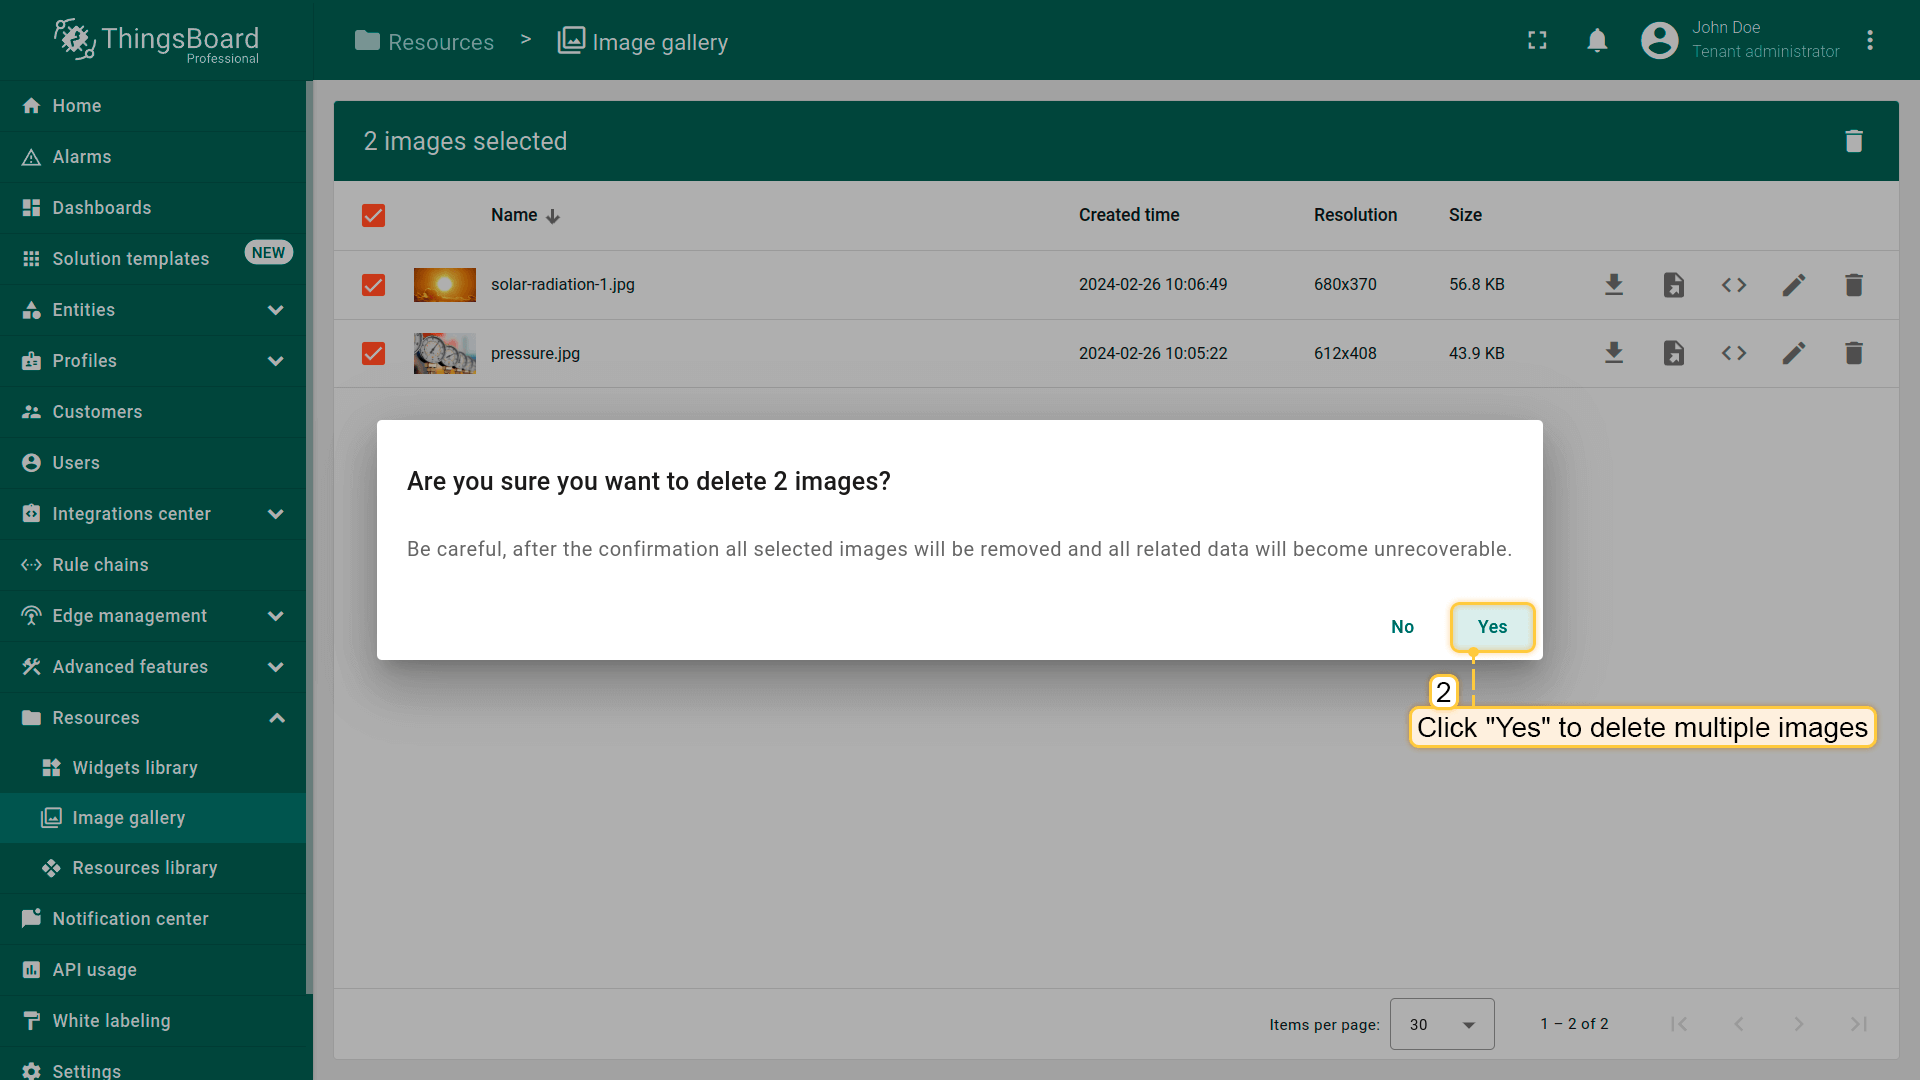 ThingsBoard
Professional
Resources > Image gallery
John Doe
Tenant administrator
Home
Alarms
Dashboards
Solution templates NEW
Entities
Profiles
Customers
Users
Integrations center
Rule chains
Edge management
Advanced features
Resources
Widgets library
Image gallery
Resources library
Notification center
API usage
White labeling
Settings
2 images selected
Name Created time Resolution Size
solar-radiation-1.jpg 2024-02-26 10:06:49 680x370 56.8 KB
pressure.jpg 2024-02-26 10:05:22 612x408 43.9 KB
Are you sure you want to delete 2 images?
Be careful, after the confirmation all selected images will be removed and all related data will become unrecoverable.
No Yes
2
Click "Yes" to delete multiple images
Items per page: 30 1 – 2 of 2